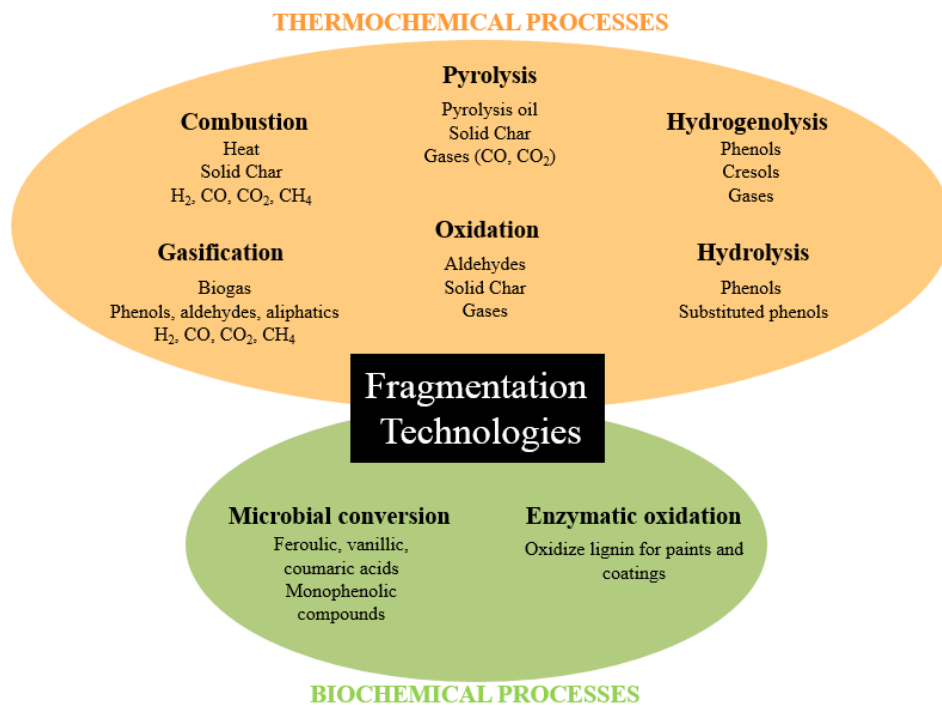 THERMOCHEMICAL PROCESSES
Pyrolysis
Pyrolysis oil
Solid Char
Gases (CO, CO₂)
Combustion
Heat
Solid Char
H₂, CO, CO₂, CH₄
Hydrogenolysis
Phenols
Cresols
Gases
Gasification
Biogas
Phenols, aldehydes, aliphatics
H₂, CO, CO₂, CH₄
Oxidation
Aldehydes
Solid Char
Gases
Hydrolysis
Phenols
Substituted phenols
Fragmentation
Technologies
Microbial conversion
Feroulic, vanillic,
coumaric acids
Monophenolic
compounds
Enzymatic oxidation
Oxidize lignin for paints and
coatings
BIOCHEMICAL PROCESSES